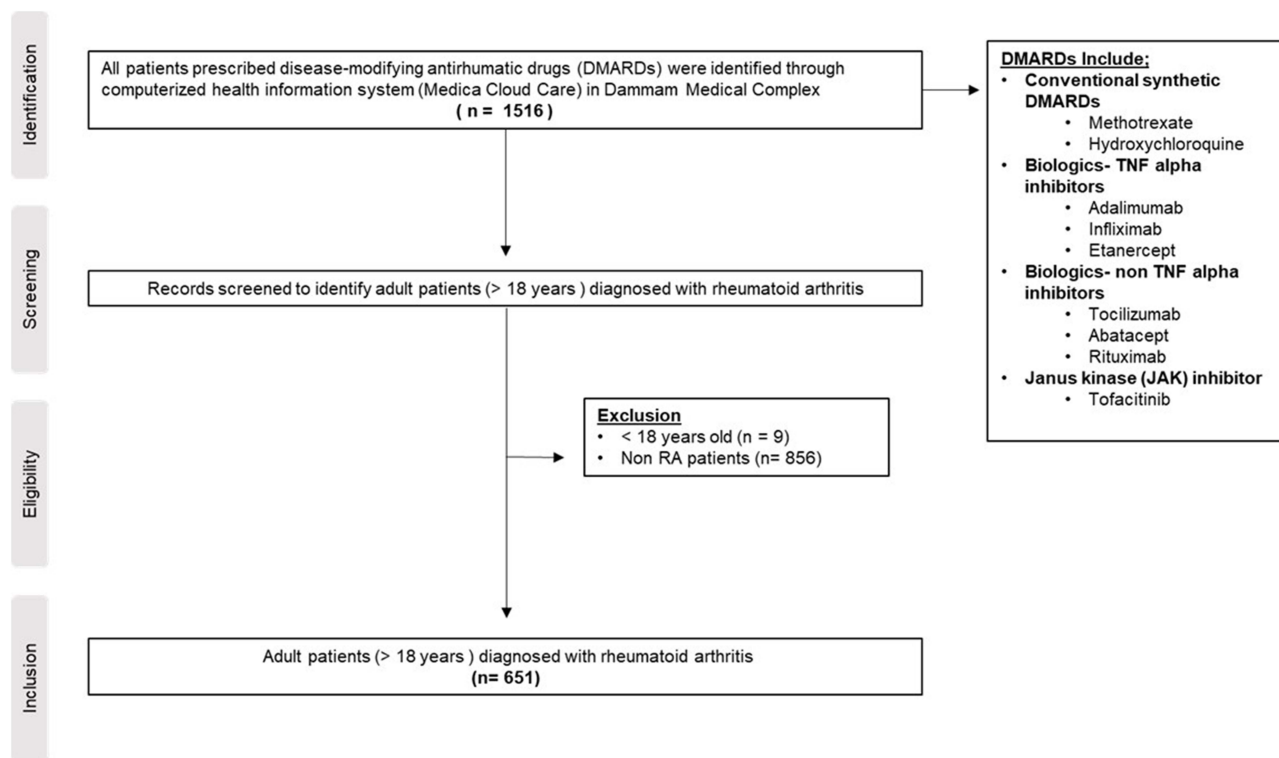 Identification
All patients prescribed disease-modifying antirhumatic drugs (DMARDs) were identified through
computerized health information system (Medica Cloud Care) in Dammam Medical Complex
( n = 1516 )
DMARDs Include;
• Conventional synthetic
DMARDs
• Methotrexate
• Hydroxychloroquine
• Biologics- TNF alpha
inhibitors
• Adalimumab
• Infliximab
• Etanercept
• Biologics- non TNF alpha
inhibitors
• Tocilizumab
• Abatacept
• Rituximab
• Janus kinase (JAK) inhibitor
• Tofacitinib
Screening
Records screened to identify adult patients (> 18 years ) diagnosed with rheumatoid arthritis
Eligibility
Exclusion
• < 18 years old (n = 9)
• Non RA patients (n= 856)
Inclusion
Adult patients (> 18 years ) diagnosed with rheumatoid arthritis
(n= 651)